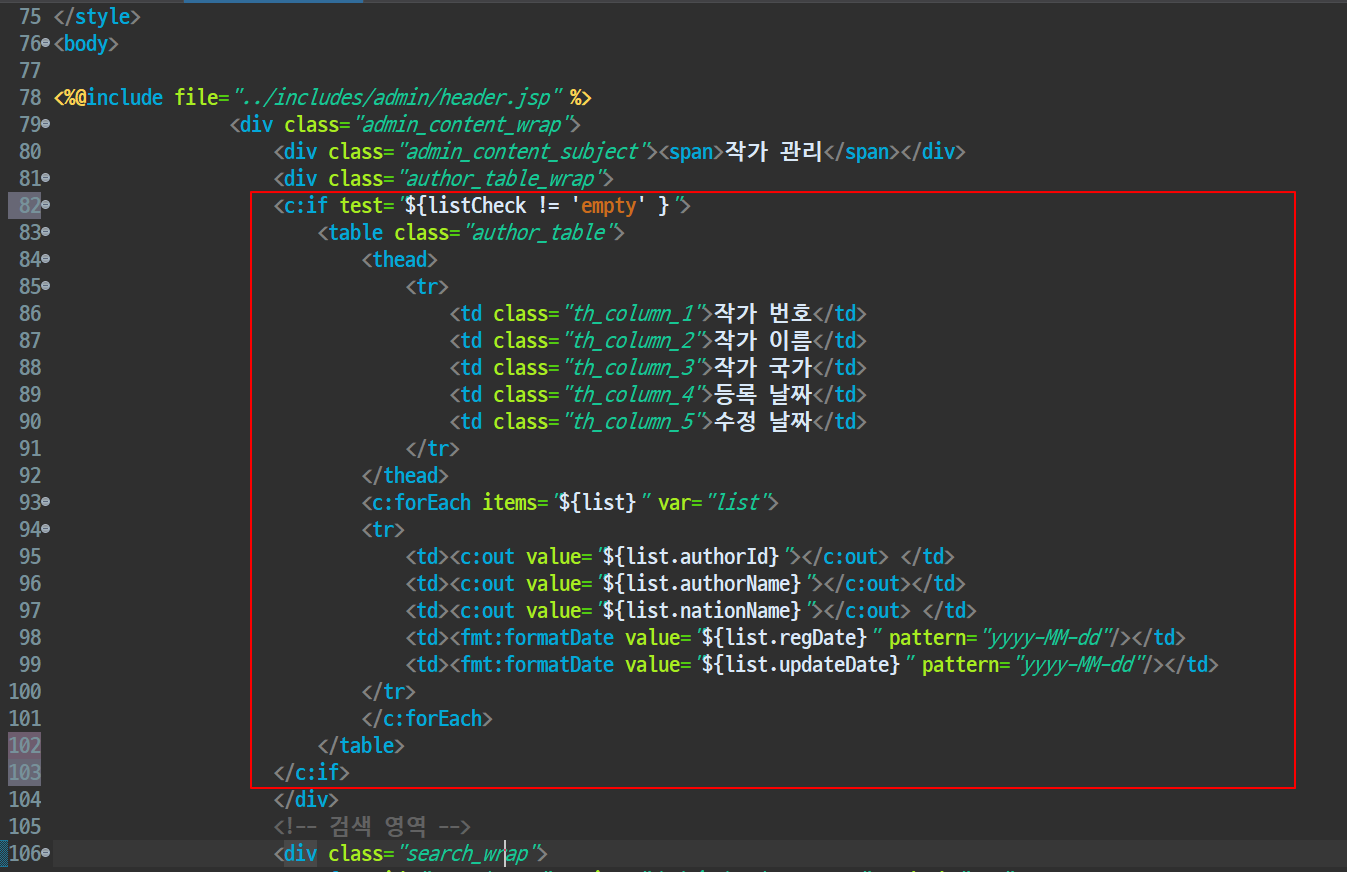 75 </style>
76 <body>
77
78 <%@include file="../includes/admin/header.jsp" %>
79 <div class="admin_content_wrap">
80 <div class="admin_content_subject"><span>작가 관리</span></div>
81 <div class="author_table_wrap">
82 <c:if test="${listCheck != 'empty' }">
83 <table class="author_table">
84 <thead>
85 <tr>
86 <td class="th_column_1">작가 번호</td>
87 <td class="th_column_2">작가 이름</td>
88 <td class="th_column_3">작가 국가</td>
89 <td class="th_column_4">등록 날짜</td>
90 <td class="th_column_5">수정 날짜</td>
91 </tr>
92 </thead>
93 <c:forEach items="${list}" var="list">
94 <tr>
95 <td><c:out value="${list.authorId}"></c:out> </td>
96 <td><c:out value="${list.authorName}"></c:out></td>
97 <td><c:out value="${list.nationName}"></c:out> </td>
98 <td><fmt:formatDate value="${list.regDate}" pattern="yyyy-MM-dd"/></td>
99 <td><fmt:formatDate value="${list.updateDate}" pattern="yyyy-MM-dd"/></td>
100 </tr>
101 </c:forEach>
102 </table>
103 </c:if>
104 </div>
105 <!-- 검색 영역 -->
106 <div class="search_wrap">